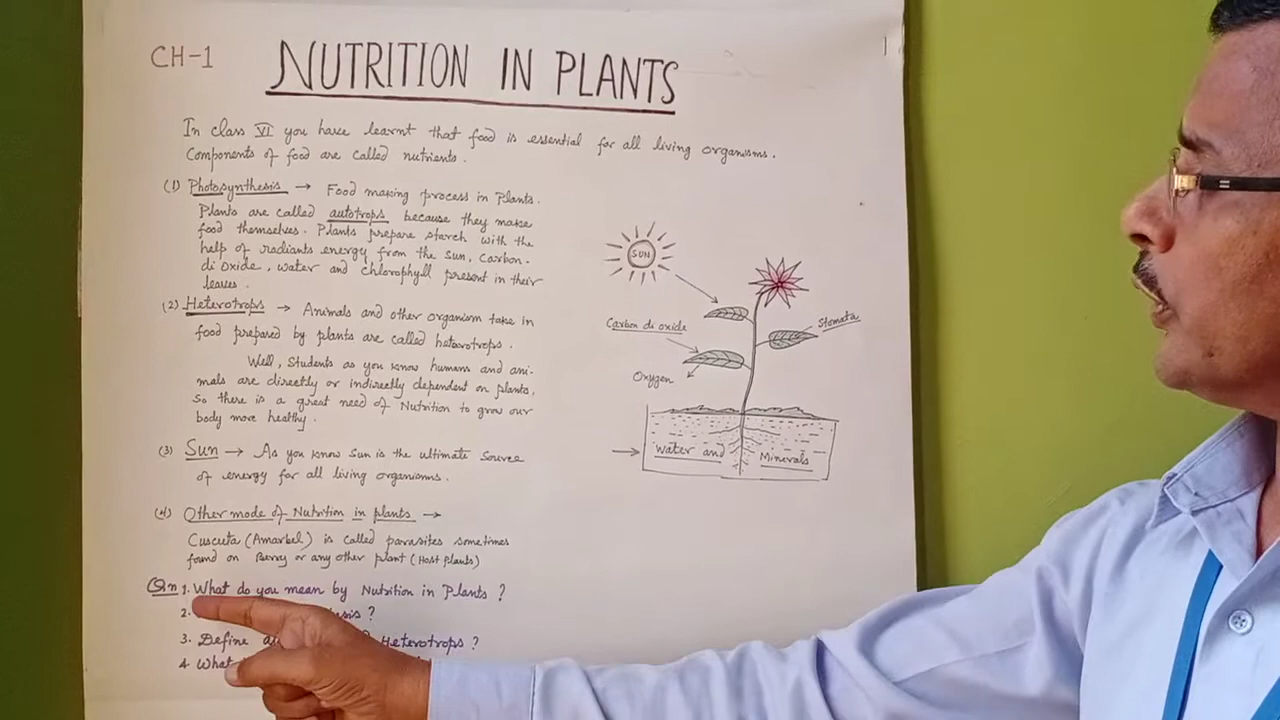 CH-1 NUTRITION IN PLANTS
In class VI you have learnt that food is essential for all living organisms.
Components of food are called nutrients.
(1) Photosynthesis → Food making process in Plants.
Plants are called autotrops because they make
food themselves. Plants prepare starch with the
help of radiants energy from the sun, Carbon-
di oxide, water and chlorophyll present in their
leaves.
(2) Heterotrops → Animals and other organism take in
food prepared by plants are called heterotrops.
Well, Students as you know humans and ani-
mals are directly or indirectly dependent on plants,
so there is a great need of Nutrition to grow our
body more healthy.
(3) Sun → As you know Sun is the ultimate Source
of energy for all living organisms.
(4) Other mode of Nutrition in plants →
Cuscuta (Amarbel) is called parasites sometimes
found on Berry or any other plant (Host Plants)
Qn 1. What do you mean by Nutrition in Plants ?
2. ?
3. Define Heterotrops ?
4 What
SUN
Carbon di oxide
Stomata
Oxygen
Water and Minerals